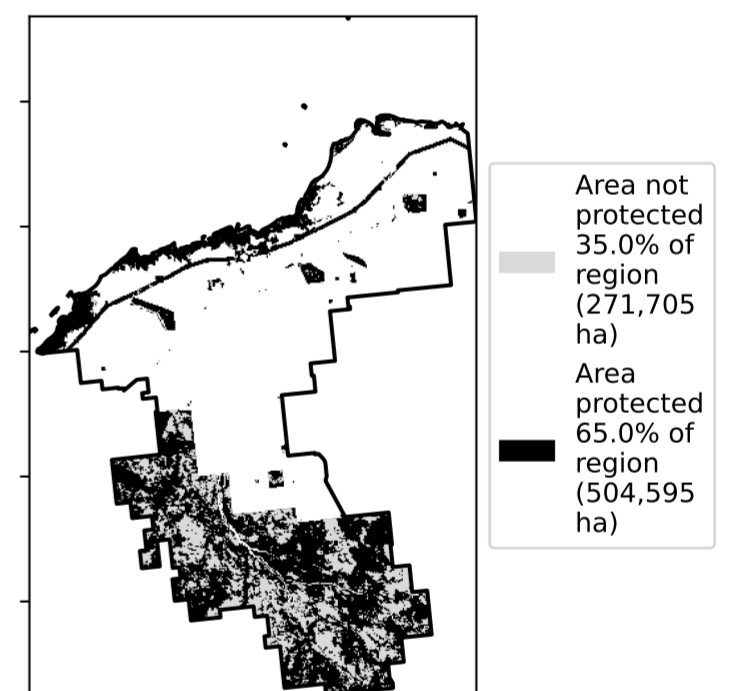 Area not
protected
35.0% of
region
(271,705
ha)
Area
protected
65.0% of
region
(504,595
ha)